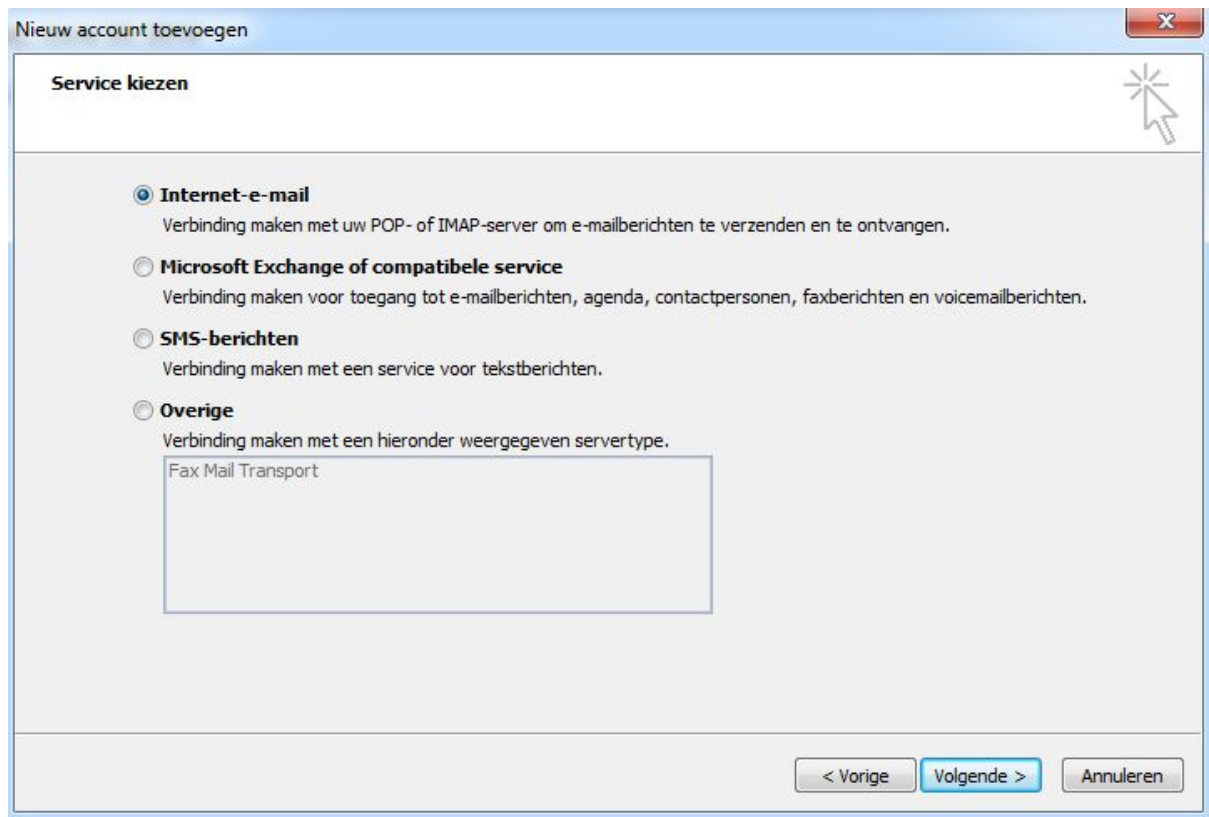 Nieuw account toevoegen
Service kiezen
Internet-e-mail
Verbinding maken met uw POP- of IMAP-server om e-mailberichten te verzenden en te ontvangen.
Microsoft Exchange of compatibele service
Verbinding maken voor toegang tot e-mailberichten, agenda, contactpersonen, faxberichten en voicemailberichten.
SMS-berichten
Verbinding maken met een service voor tekstberichten.
Overige
Verbinding maken met een hieronder weergegeven servertype.
Fax Mail Transport
< Vorige
Volgende >
Annuleren